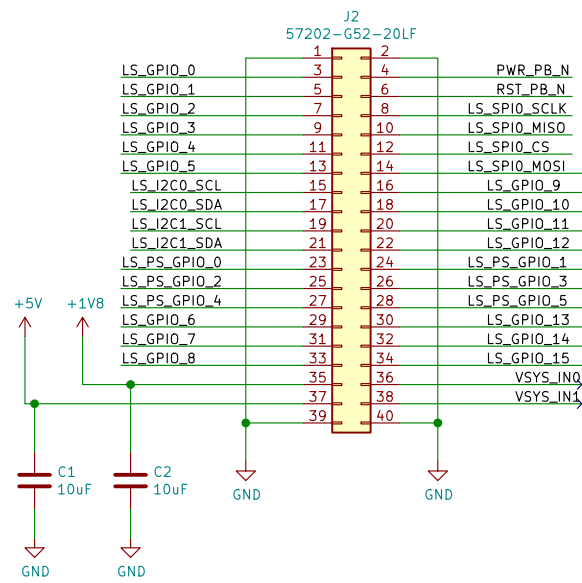 J2
57202-G52-20LF
1 2
LS_GPIO_0 3 4 PWR_PB_N
LS_GPIO_1 5 6 RST_PB_N
LS_GPIO_2 7 8 LS_SPI0_SCLK
LS_GPIO_3 9 10 LS_SPI0_MISO
LS_GPIO_4 11 12 LS_SPI0_CS
LS_GPIO_5 13 14 LS_SPI0_MOSI
LS_I2C0_SCL 15 16 LS_GPIO_9
LS_I2C0_SDA 17 18 LS_GPIO_10
LS_I2C1_SCL 19 20 LS_GPIO_11
LS_I2C1_SDA 21 22 LS_GPIO_12
LS_PS_GPIO_0 23 24 LS_PS_GPIO_1
LS_PS_GPIO_2 25 26 LS_PS_GPIO_3
LS_PS_GPIO_4 27 28 LS_PS_GPIO_5
+5V +1V8
LS_GPIO_6 29 30 LS_GPIO_13
LS_GPIO_7 31 32 LS_GPIO_14
LS_GPIO_8 33 34 LS_GPIO_15
35 36 VSYS_IN0
37 38 VSYS_IN1
39 40
C1 C2
10uF 10uF
GND GND
GND GND